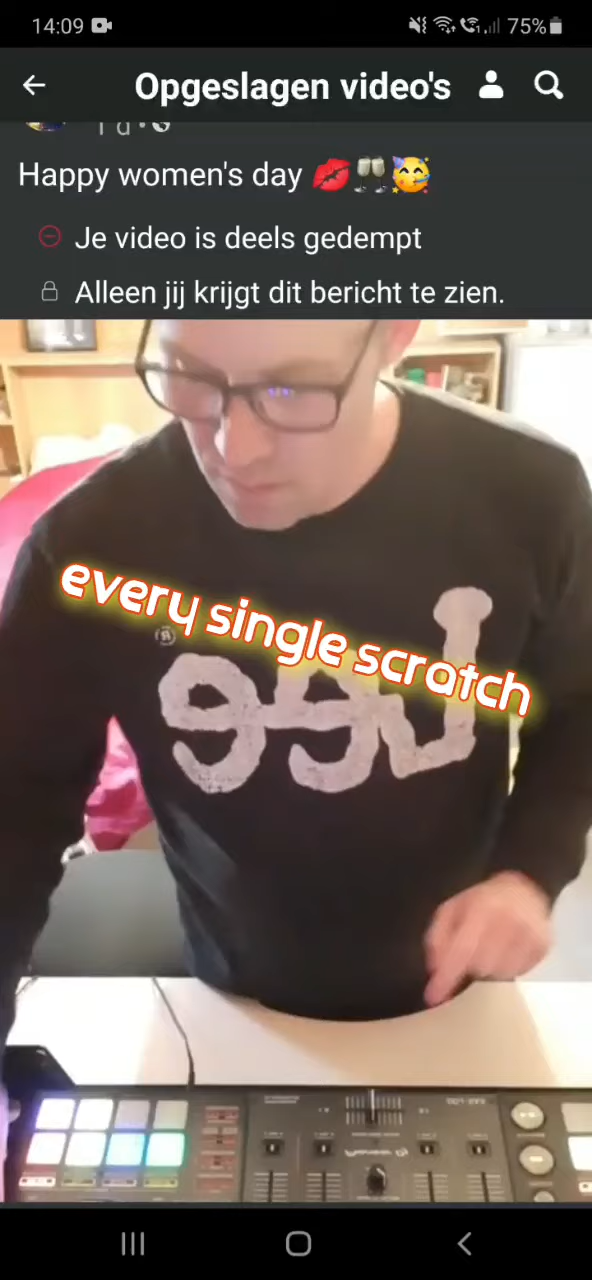 14:09
75%
Opgeslagen video's
Happy women's day 💋🥂🥳
Je video is deels gedempt
Alleen jij krijgt dit bericht te zien.
every single scratch